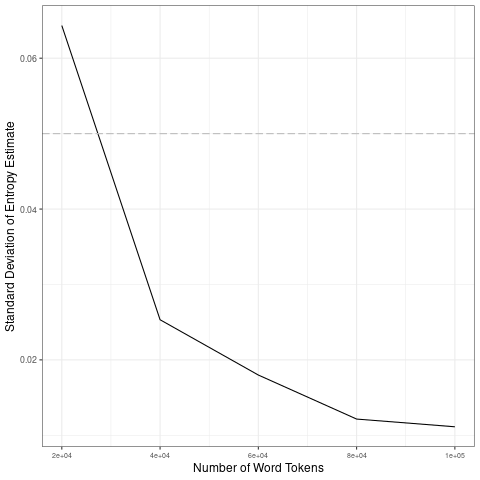 Standard Deviation of Entropy Estimate
0.06
0.04
0.02
2e+04 4e+04 6e+04 8e+04 1e+05
Number of Word Tokens